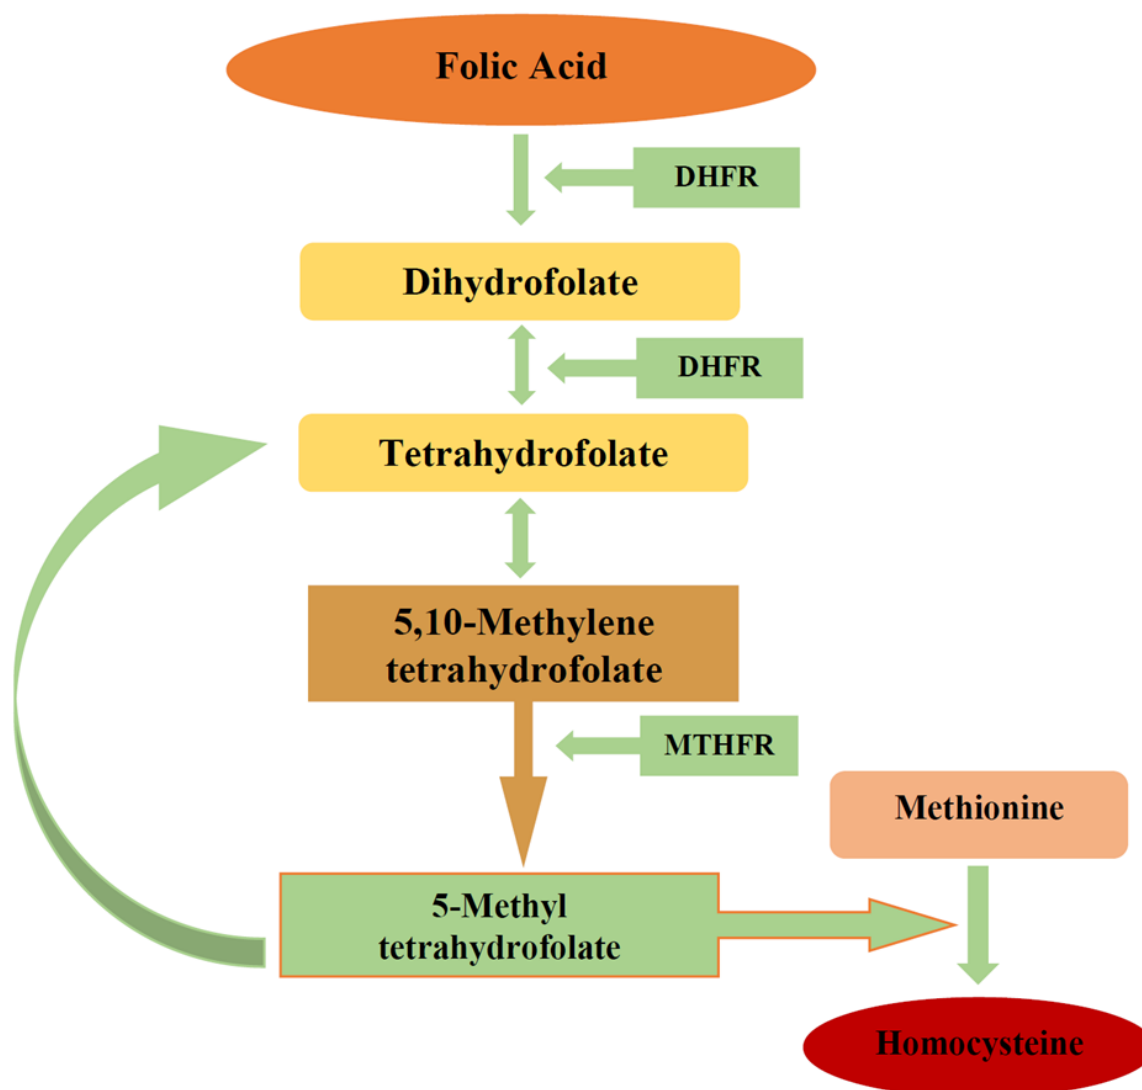 Folic Acid
DHFR
Dihydrofolate
DHFR
Tetrahydrofolate
5,10-Methylene
tetrahydrofolate
MTHFR
Methionine
5-Methyl
tetrahydrofolate
Homocysteine